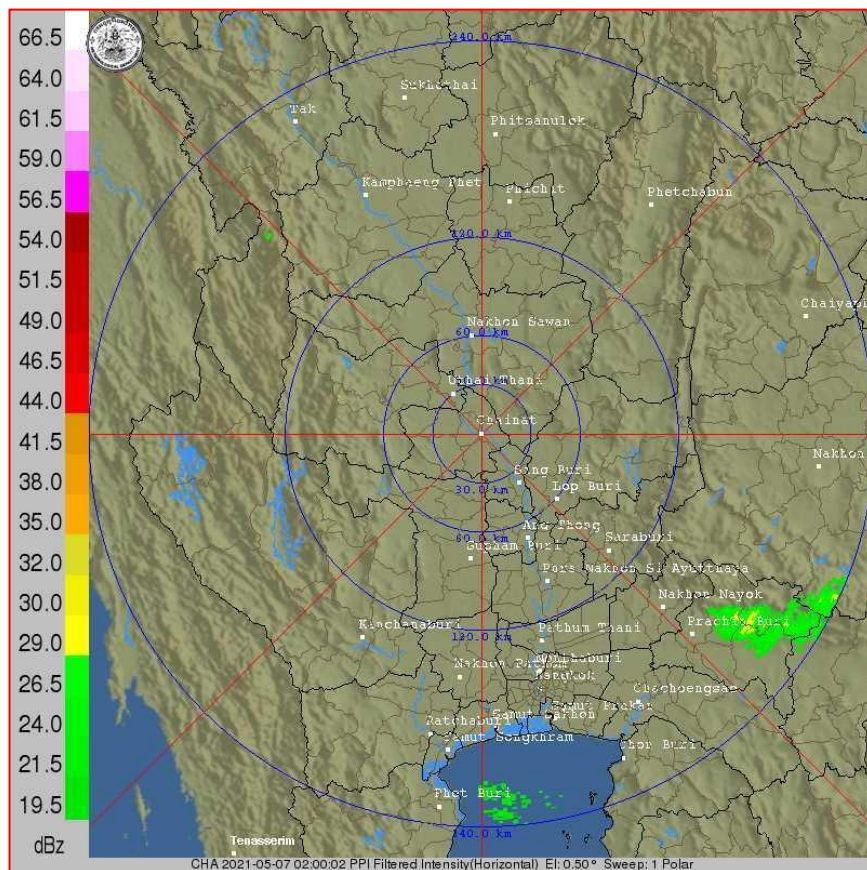 66.5
64.0
61.5
59.0
56.5
54.0
51.5
49.0
46.5
44.0
41.5
38.0
35.0
32.0
30.0
29.0
26.5
24.0
21.5
19.5
dBz
240.0 km
Sukhothai
Tak
Phitsanulok
Kamphaeng Phet
Phichit
Phetchabun
120.0 km
Chaiyap
Nakhon Sawan
60.0 km
Uthai Thani
Chainat
Nakhon
Sing Buri
30.0 km
Lop Buri
Ang Thong
60.0 km
Suphan Buri
Saraburi
Pora Nakhon Si Ayutthaya
Nakhon Nayok
Prachin Buri
120.0 km
Kanchanaburi
Pathum Thani
Nonthaburi
Nakhon Pathom
Bangkok
Chachoengsao
Samut Prakan
Samut Sakhon
Ratchaburi
Samut Songkhram
Chon Buri
Phet Buri
240.0 km
Tenasserim
CHA 2021-05-07 02:00:02 PPI Filtered Intensity(Horizontal) El: 0.50° Sweep: 1 Polar